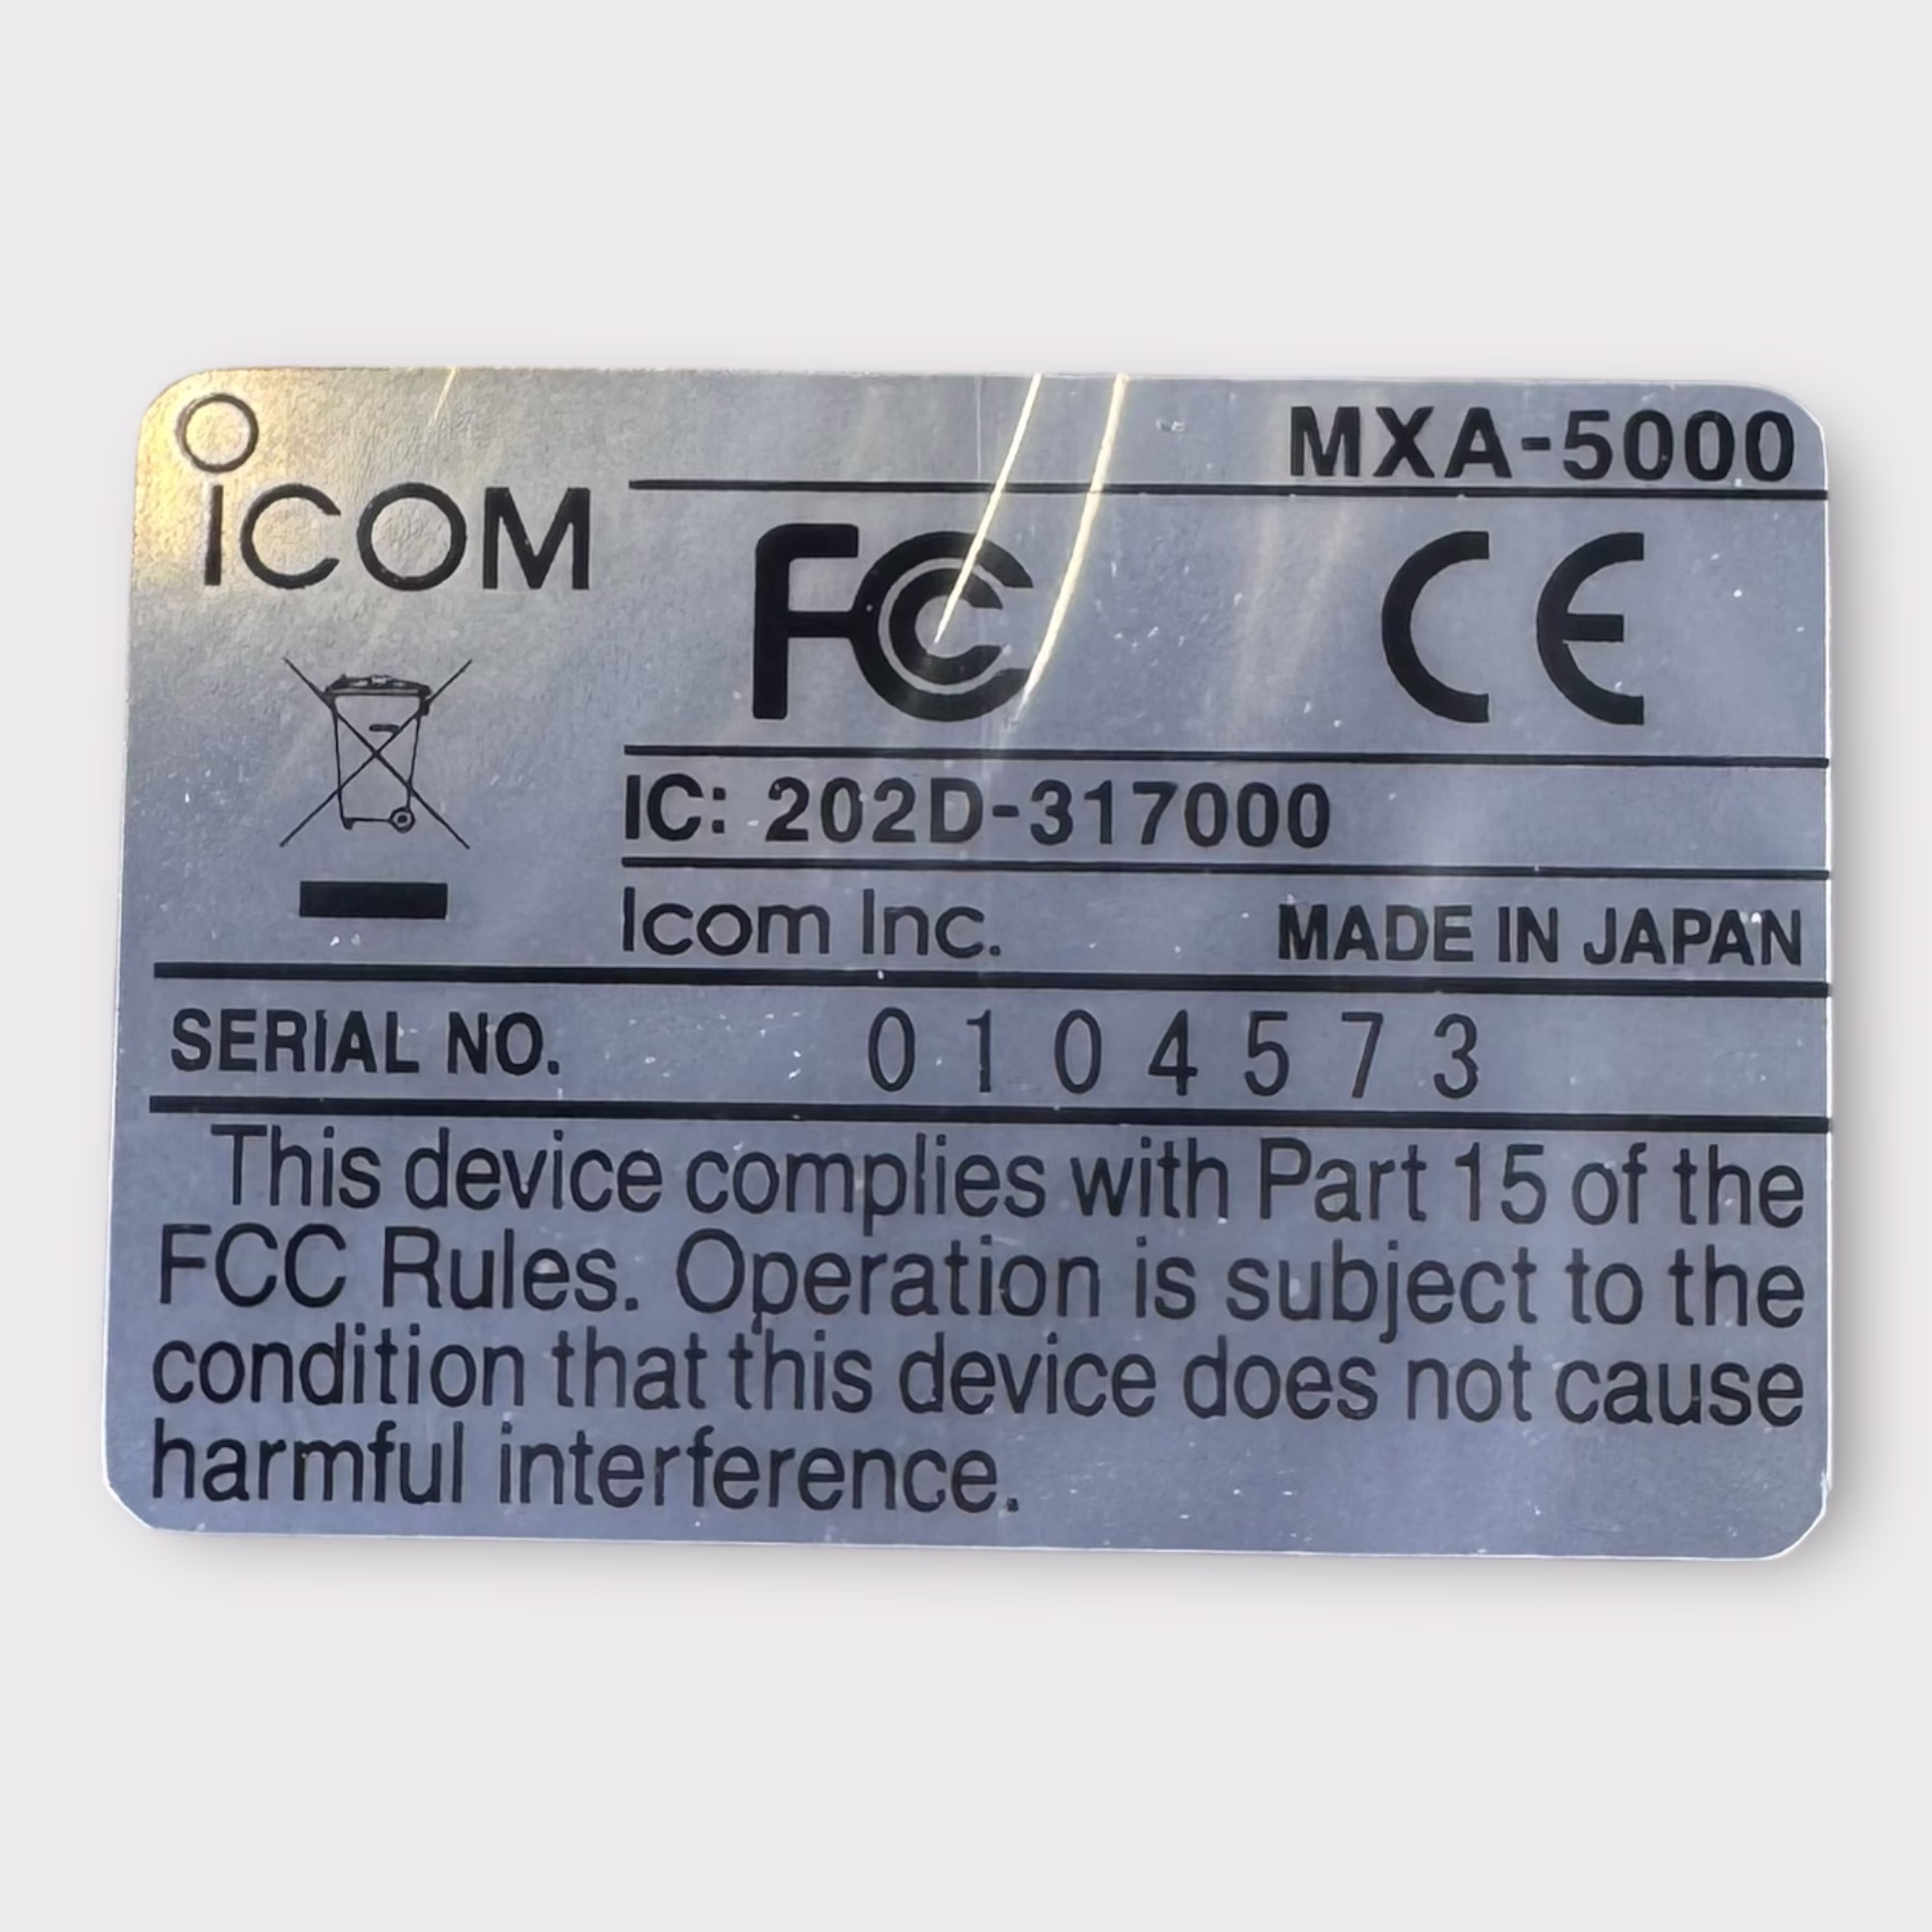 MXA-5000
ICOM
FC CE
IC: 202D-317000
Icom Inc. MADE IN JAPAN
SERIAL NO. 0104573
This device complies with Part 15 of the
FCC Rules. Operation is subject to the
condition that this device does not cause
harmful interference.